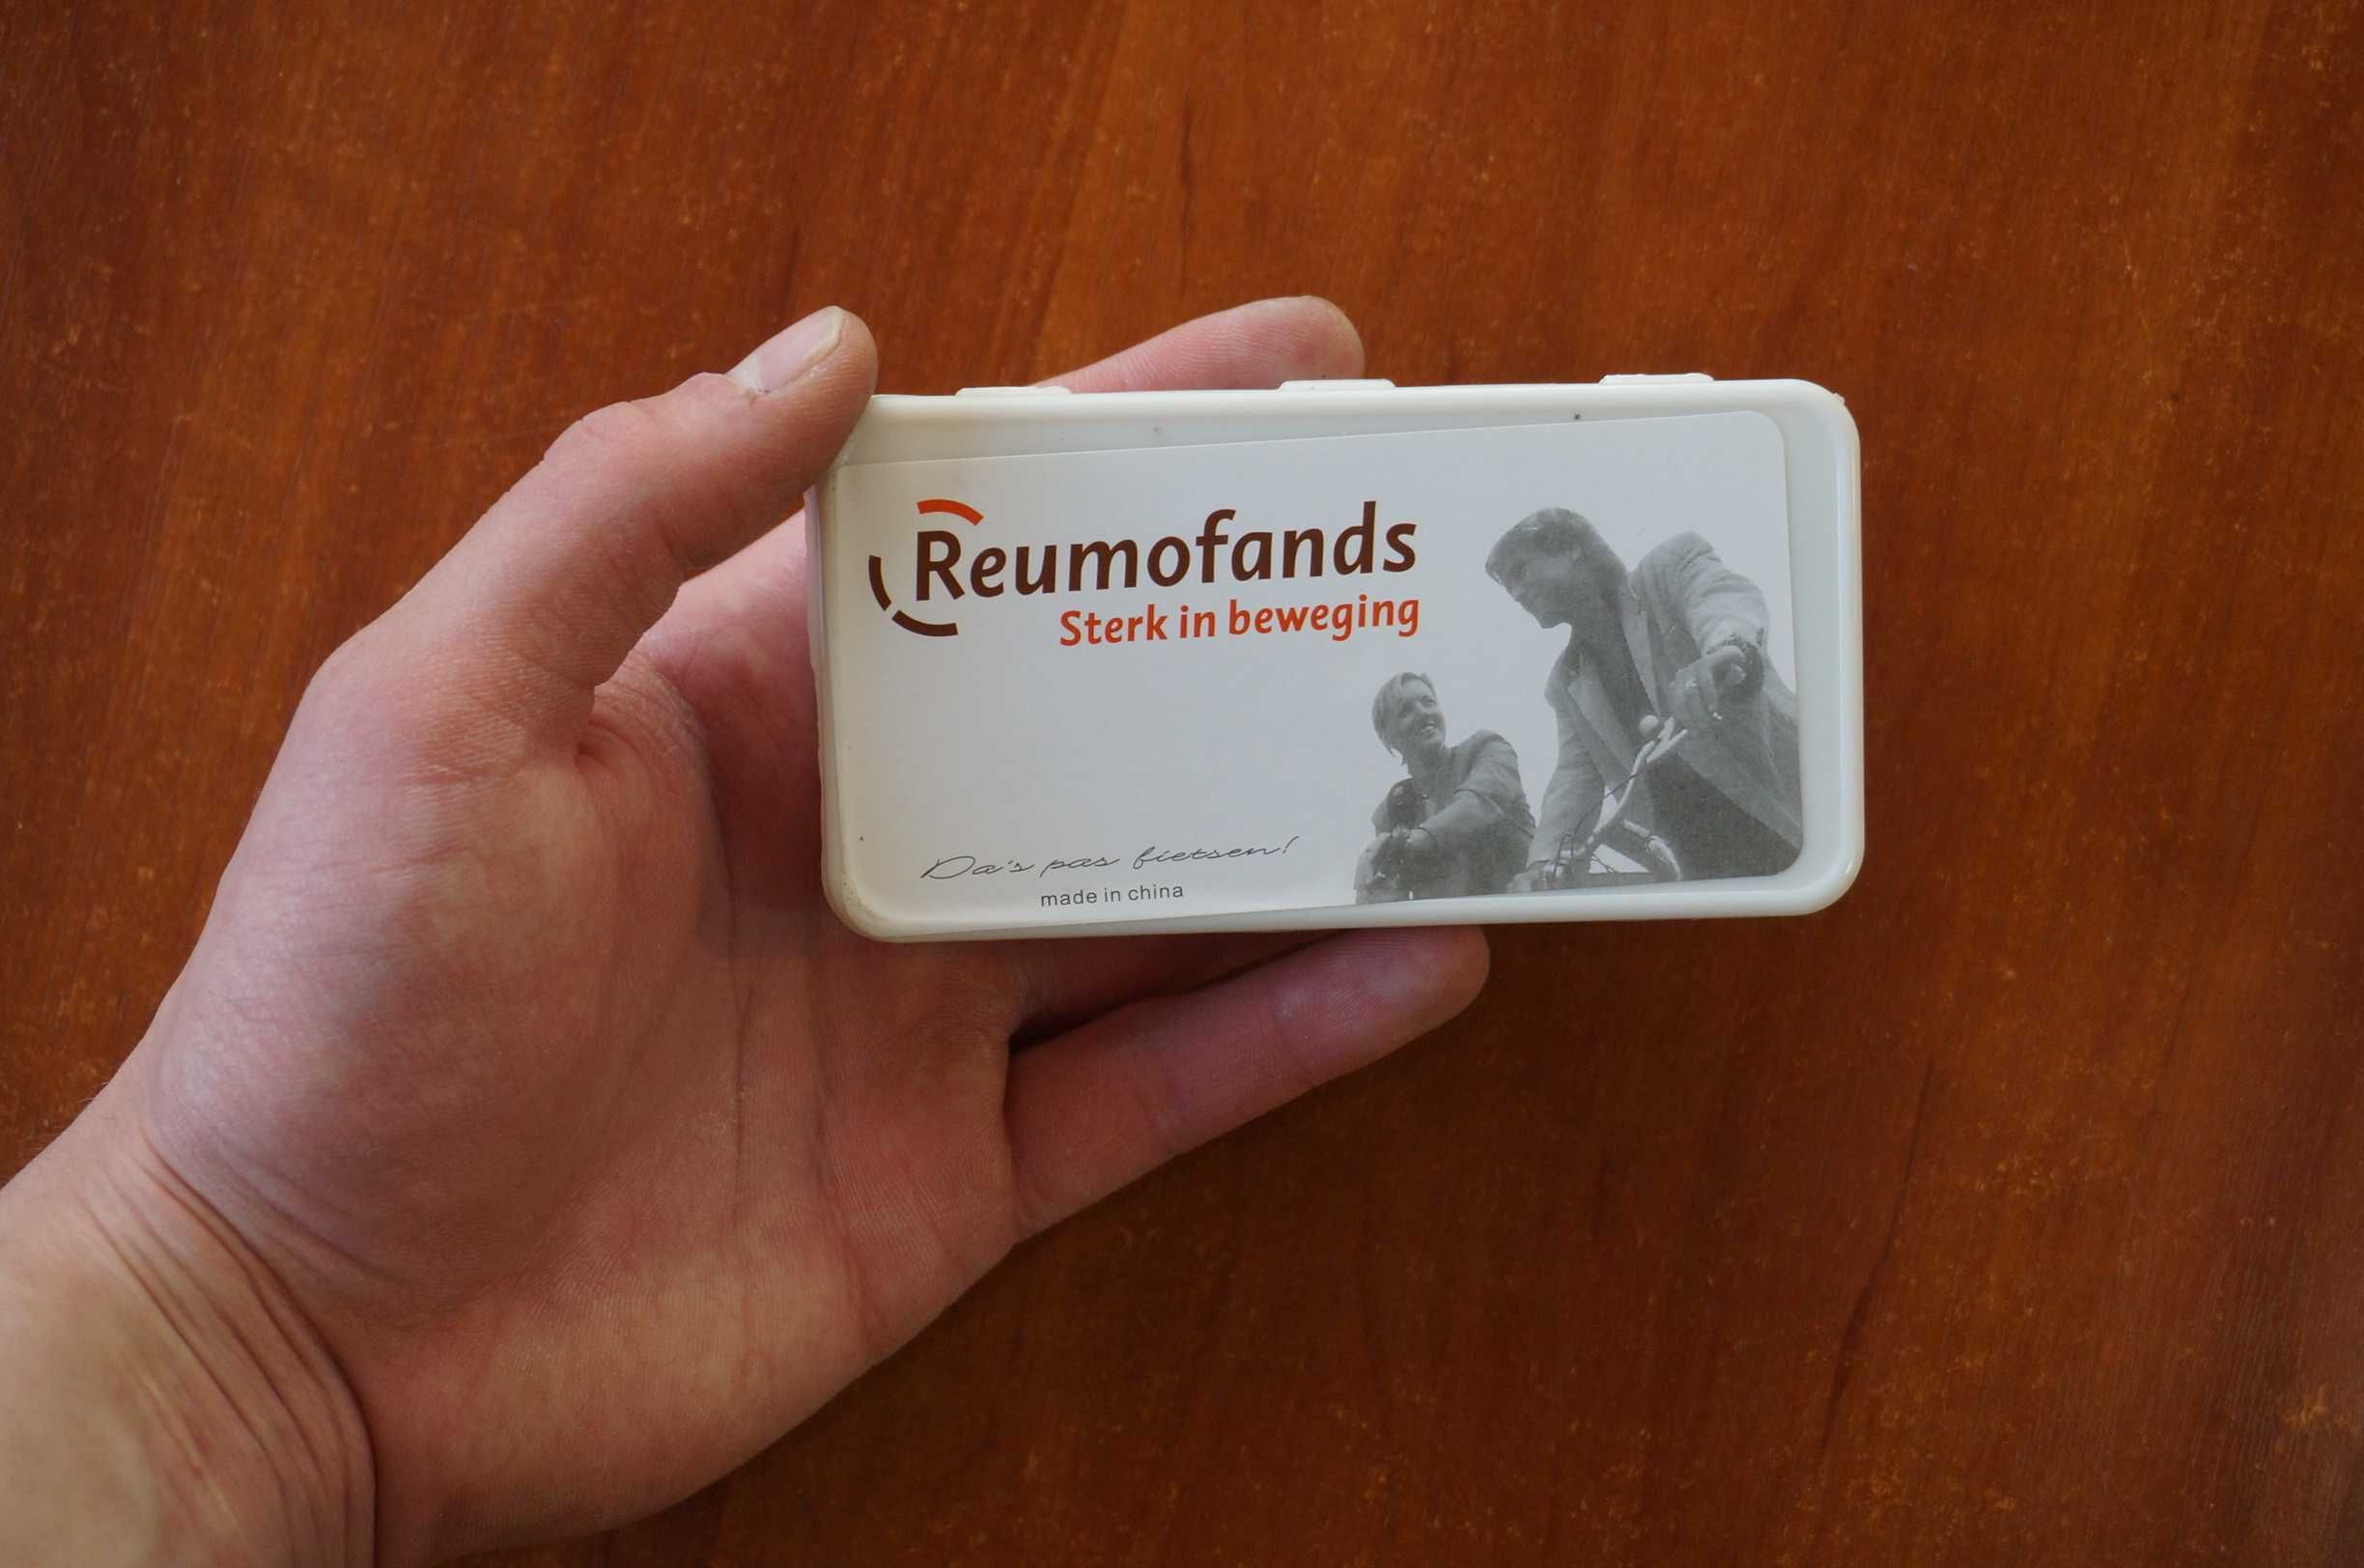 Reumofands
Sterk in beweging
Da's pas fietsen!
made in china